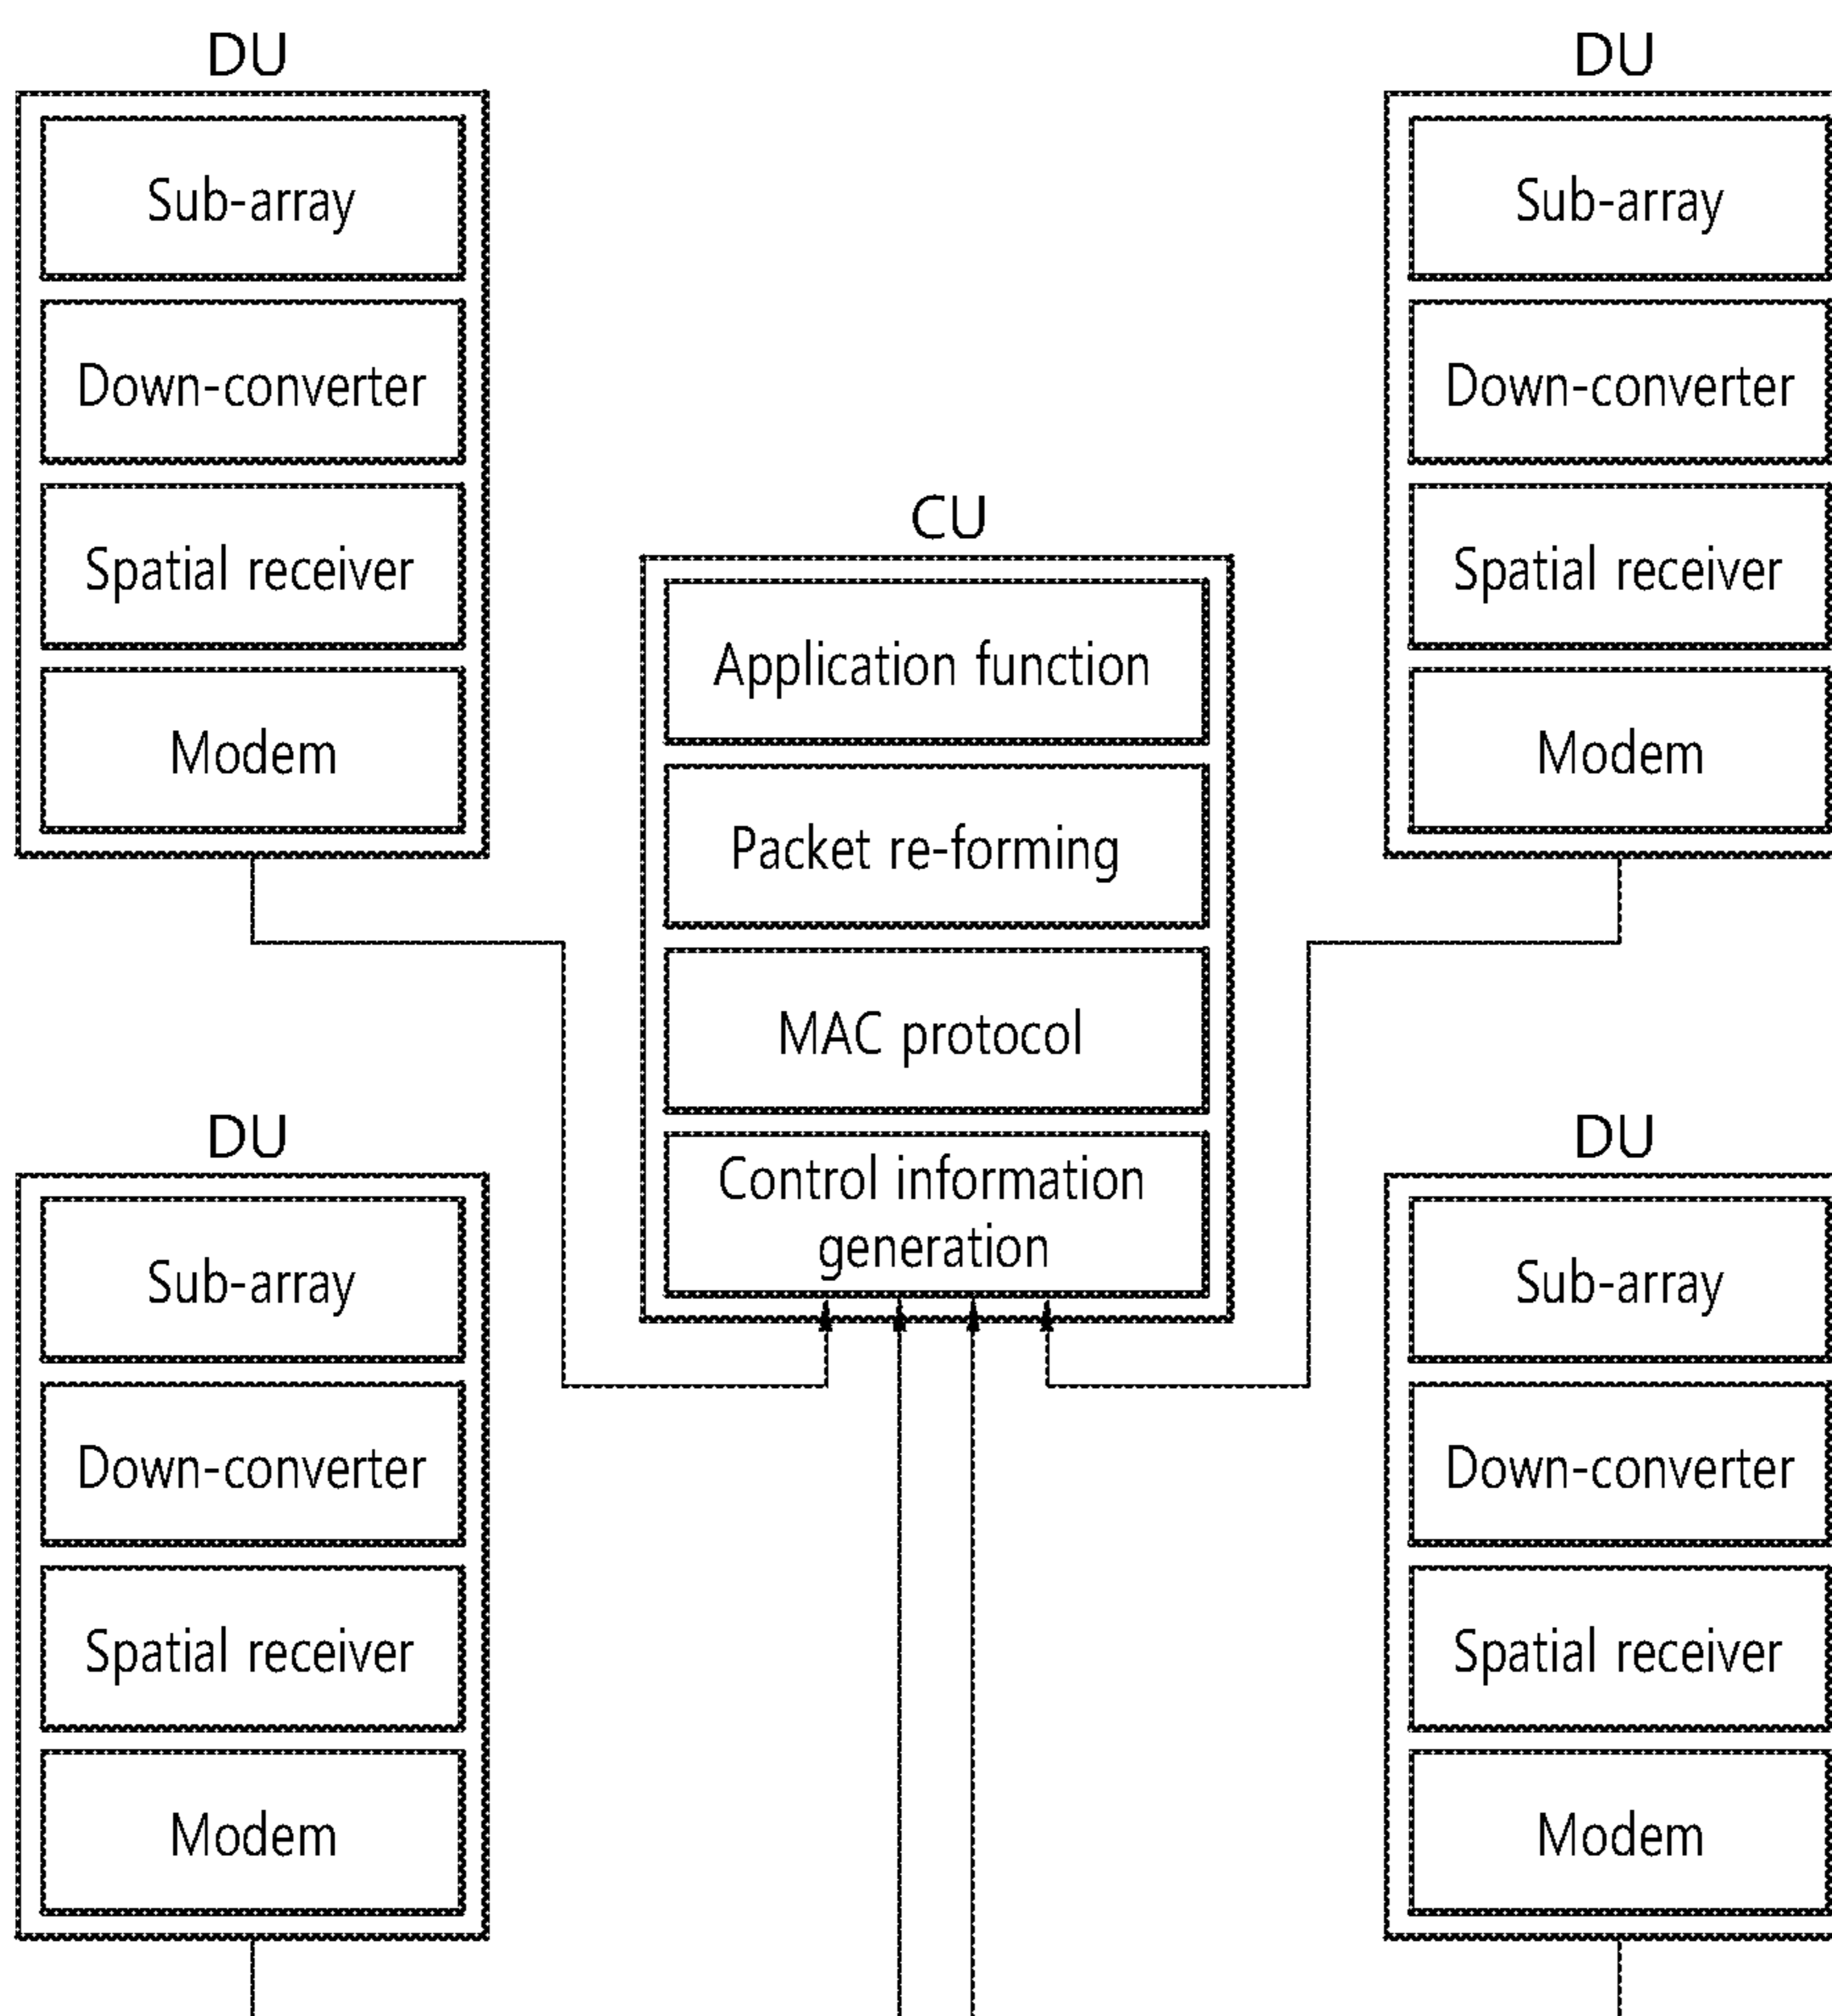 DU
Sub-array
Down-converter
Spatial receiver
Modem
DU
Sub-array
Down-converter
Spatial receiver
Modem
CU
Application function
Packet re-forming
MAC protocol
Control information
generation
DU
Sub-array
Down-converter
Spatial receiver
Modem
DU
Sub-array
Down-converter
Spatial receiver
Modem